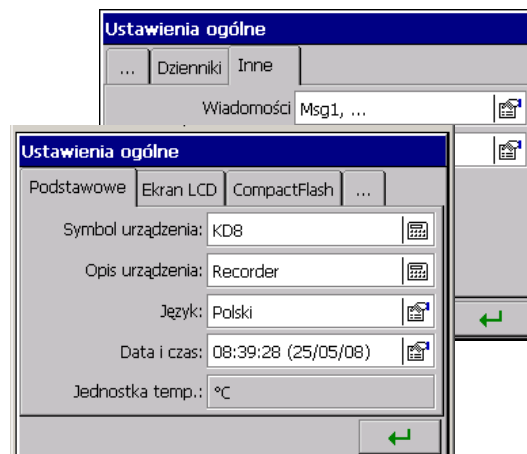 Ustawienia ogólne
... Dzienniki Inne
Wiadomości Msg1, ...
Ustawienia ogólne
Podstawowe Ekran LCD CompactFlash ...
Symbol urządzenia: KD8
Opis urządzenia: Recorder
Język: Polski
Data i czas: 08:39:28 (25/05/08)
Jednostka temp.: °C